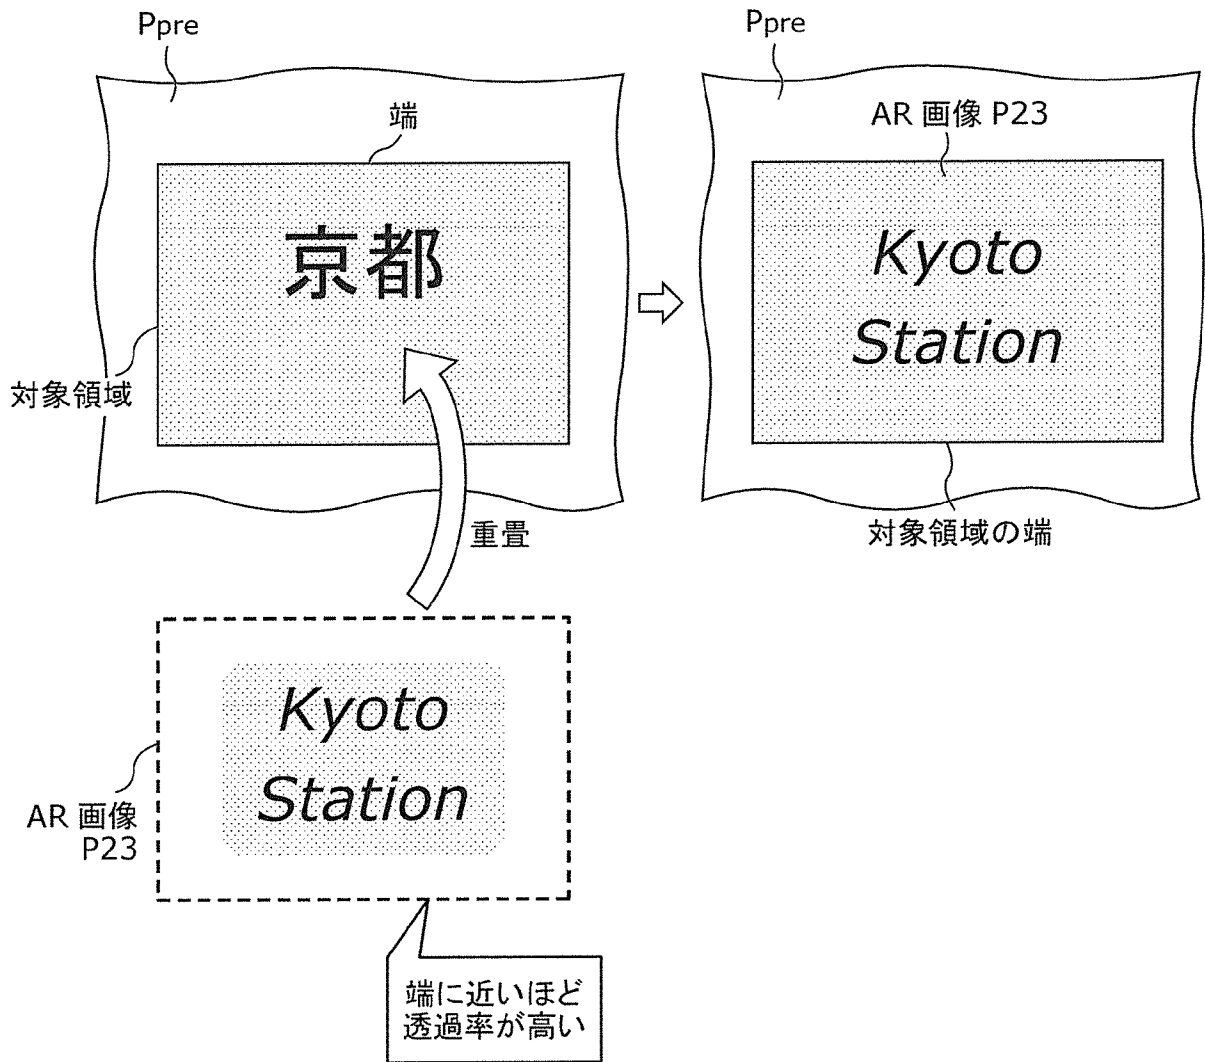 Ppre
端
京都
対象領域
重畳
Kyoto
Station
AR 画像
P23
端に近いほど
透過率が高い
Ppre
AR 画像 P23
Kyoto
Station
対象領域の端